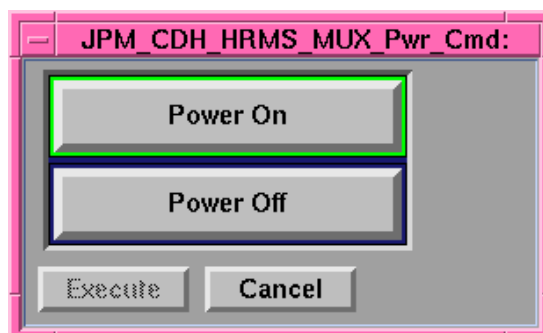 JPM_CDH_HRMS_MUX_Pwr_Cmd:
Power On
Power Off
Execute
Cancel